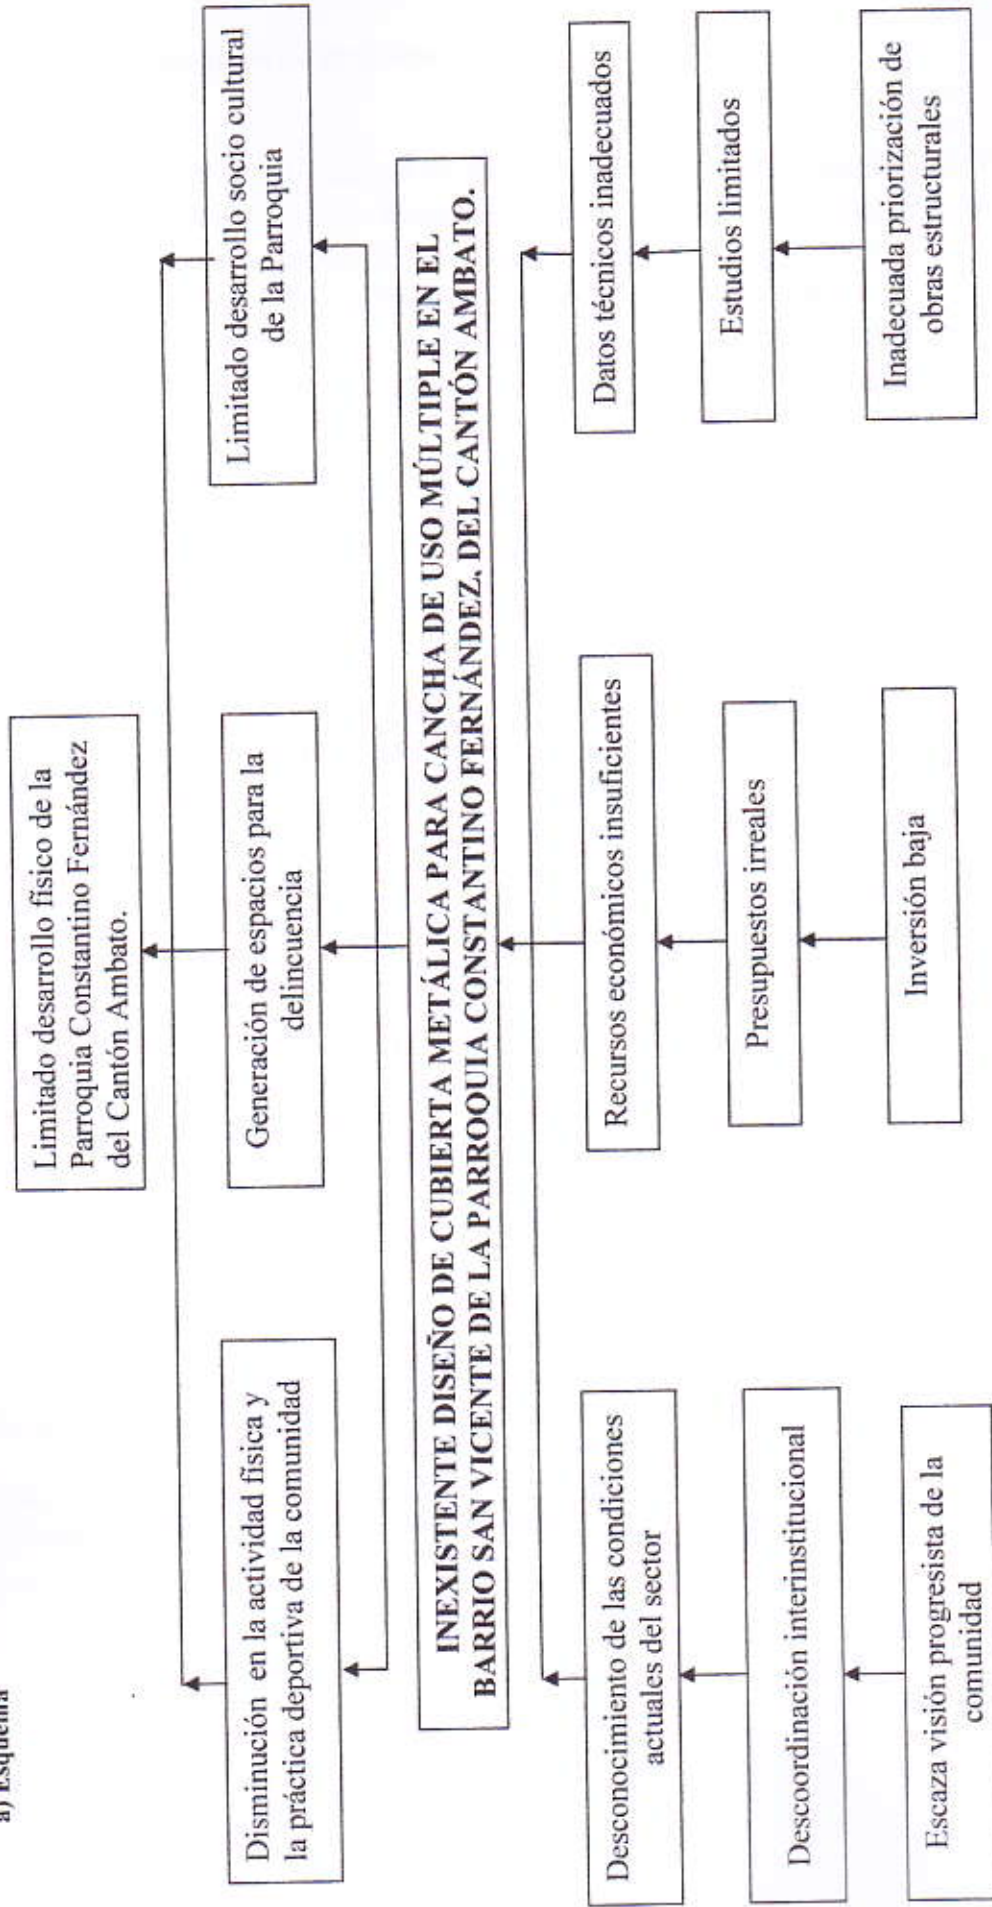 a) Esquema
Limitado desarrollo físico de la
Parroquia Constantino Fernández
del Cantón Ambato.
Disminución en la actividad física y
la práctica deportiva de la comunidad
Generación de espacios para la
delincuencia
Limitado desarrollo socio cultural
de la Parroquia
INEXISTENTE DISEÑO DE CUBIERTA METÁLICA PARA CANCHA DE USO MÚLTIPLE EN EL
BARRIO SAN VICENTE DE LA PARROQUIA CONSTANTINO FERNÁNDEZ, DEL CANTÓN AMBATO.
Desconocimiento de las condiciones
actuales del sector
Recursos económicos insuficientes
Datos técnicos inadecuados
Descoordinación interinstitucional
Presupuestos irreales
Estudios limitados
Escaza visión progresista de la
comunidad
Inversión baja
Inadecuada priorización de
obras estructurales